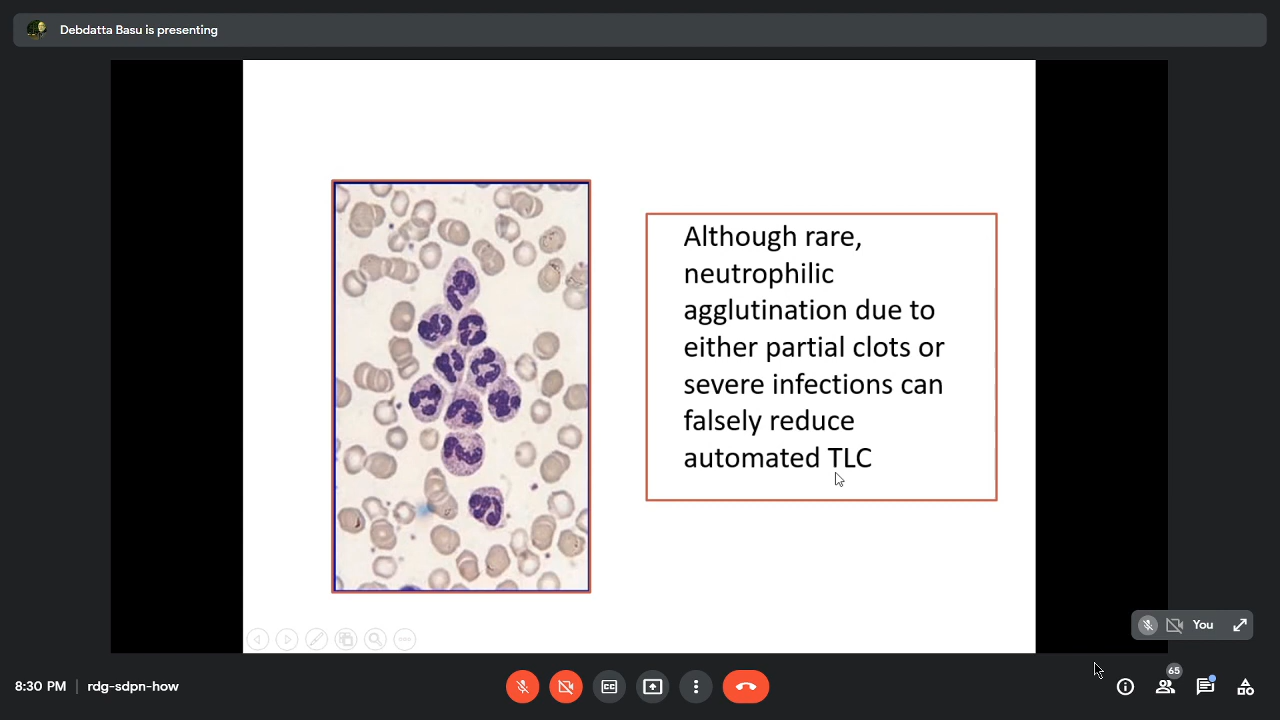 Debdatta Basu is presenting
Although rare,
neutrophilic
agglutination due to
either partial clots or
severe infections can
falsely reduce
automated TLC
You
8:30 PM | rdg-sdpn-how
CC
65